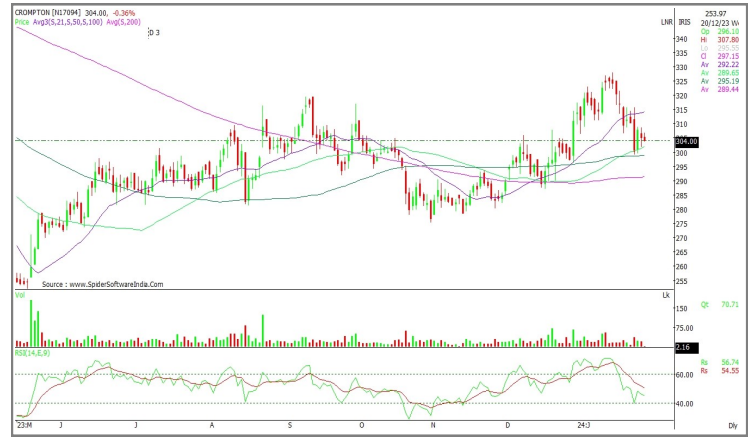 CROMPTON [N17094] 304.00, -0.36%
Price Avg3(5,21,5,50,5,100) Avg(5,200)
D 3
LNR IRIS
253.97
20/12/23 W
Op 296.10
Hi 307.80
Lo 295.55
Cl 297.15
Av 292.22
Av 289.65
Av 295.19
Av 289.44
340
335
330
325
320
315
310
305
304.00
300
295
290
285
280
275
270
265
260
255
Source : www.SpiderSoftwareIndia.Com
Vol
Lk
150
Qt 70.71
75.00
2.16
RSI(14,E,9)
Rs 56.74
60.00
Rs 54.55
40.00
'23:M J J A S O N D 24:J Dly